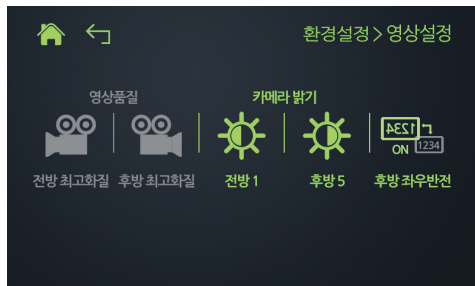 환경설정 > 영상설정
영상품질
카메라 밝기
1234
ON
1234
전방 최고화질
후방 최고화질
전방 1
후방 5
후방 좌우반전